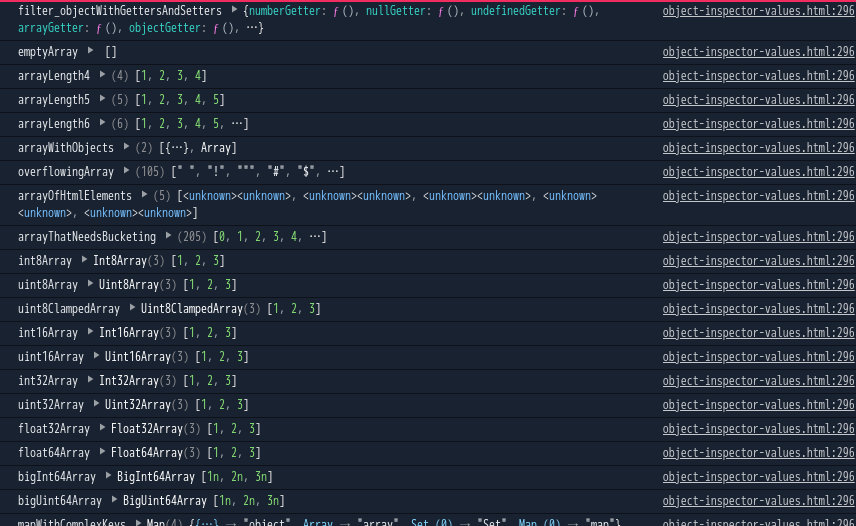 filter_objectWithGettersAndSetters ▶ {numberGetter: ƒ (), nullGetter: ƒ (), undefinedGetter: ƒ (), object-inspector-values.html:296
arrayGetter: ƒ (), objectGetter: ƒ (), …}
emptyArray ▶ [] object-inspector-values.html:296
arrayLength4 ▶ (4) [1, 2, 3, 4] object-inspector-values.html:296
arrayLength5 ▶ (5) [1, 2, 3, 4, 5] object-inspector-values.html:296
arrayLength6 ▶ (6) [1, 2, 3, 4, 5, …] object-inspector-values.html:296
arrayWithObjects ▶ (2) [{…}, Array] object-inspector-values.html:296
overflowingArray ▶ (105) [" ", "!", """, "#", "$", …] object-inspector-values.html:296
arrayOfHtmlElements ▶ (5) [<unknown><unknown>, <unknown><unknown>, <unknown><unknown>, <unknown> object-inspector-values.html:296
<unknown>, <unknown><unknown>]
arrayThatNeedsBucketing ▶ (205) [0, 1, 2, 3, 4, …] object-inspector-values.html:296
int8Array ▶ Int8Array(3) [1, 2, 3] object-inspector-values.html:296
uint8Array ▶ Uint8Array(3) [1, 2, 3] object-inspector-values.html:296
uint8ClampedArray ▶ Uint8ClampedArray(3) [1, 2, 3] object-inspector-values.html:296
int16Array ▶ Int16Array(3) [1, 2, 3] object-inspector-values.html:296
uint16Array ▶ Uint16Array(3) [1, 2, 3] object-inspector-values.html:296
int32Array ▶ Int32Array(3) [1, 2, 3] object-inspector-values.html:296
uint32Array ▶ Uint32Array(3) [1, 2, 3] object-inspector-values.html:296
float32Array ▶ Float32Array(3) [1, 2, 3] object-inspector-values.html:296
float64Array ▶ Float64Array(3) [1, 2, 3] object-inspector-values.html:296
bigInt64Array ▶ BigInt64Array [1n, 2n, 3n] object-inspector-values.html:296
bigUint64Array ▶ BigUint64Array [1n, 2n, 3n] object-inspector-values.html:296
mapWithComplexKeys ▶ Map(4) {{…} → "object", Array → "array", Set (0) → "Set", Map (0) → "map"} object-inspector-values.html:296